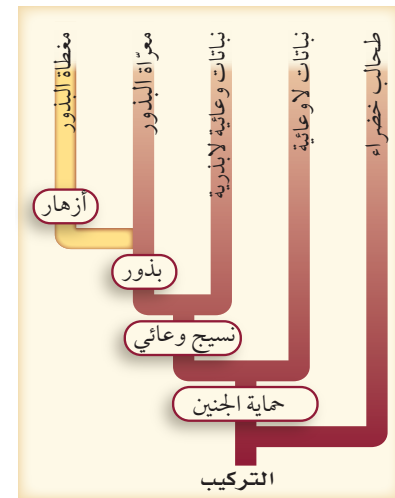 طحالب خضراء
نباتات لاوعائية
نباتات وعائية لابذرية
معرّاة البذور
مغطاة البذور
أزهار
بذور
نسيج وعائي
حماية الجنين
التركيب